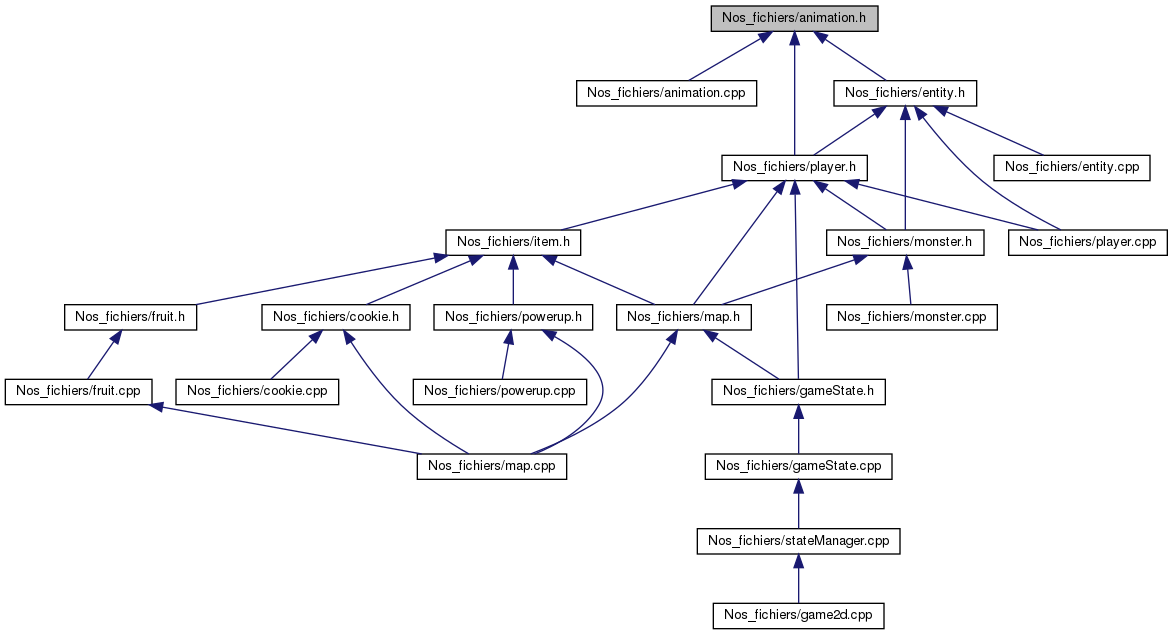 Nos_fichiers/animation.h
Nos_fichiers/animation.cpp
Nos_fichiers/entity.h
Nos_fichiers/player.h
Nos_fichiers/entity.cpp
Nos_fichiers/item.h
Nos_fichiers/monster.h
Nos_fichiers/player.cpp
Nos_fichiers/fruit.h
Nos_fichiers/cookie.h
Nos_fichiers/powerup.h
Nos_fichiers/map.h
Nos_fichiers/monster.cpp
Nos_fichiers/fruit.cpp
Nos_fichiers/cookie.cpp
Nos_fichiers/powerup.cpp
Nos_fichiers/gameState.h
Nos_fichiers/map.cpp
Nos_fichiers/gameState.cpp
Nos_fichiers/stateManager.cpp
Nos_fichiers/game2d.cpp